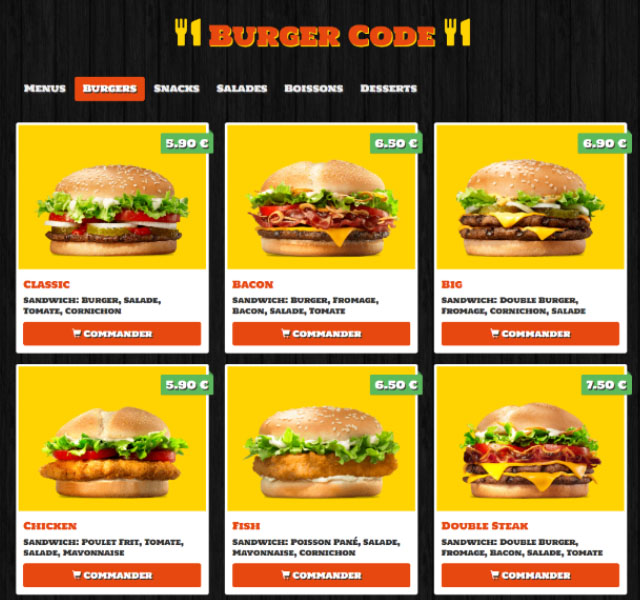 Burger Code
Menus Burgers Snacks Salades Boissons Desserts
5.90 € 6.50 € 6.90 €
Classic
Sandwich: Burger, Salade,
Tomate, Cornichon
Commander
Bacon
Sandwich: Burger, Fromage,
Bacon, Salade, Tomate
Commander
Big
Sandwich: Double Burger,
Fromage, Cornichon, Salade
Commander
5.90 € 6.50 € 7.50 €
Chicken
Sandwich: Poulet Frit, Tomate,
Salade, Mayonnaise
Commander
Fish
Sandwich: Poisson Pané, Salade,
Mayonnaise, Cornichon
Commander
Double Steak
Sandwich: Double Burger,
Fromage, Bacon, Salade, Tomate
Commander